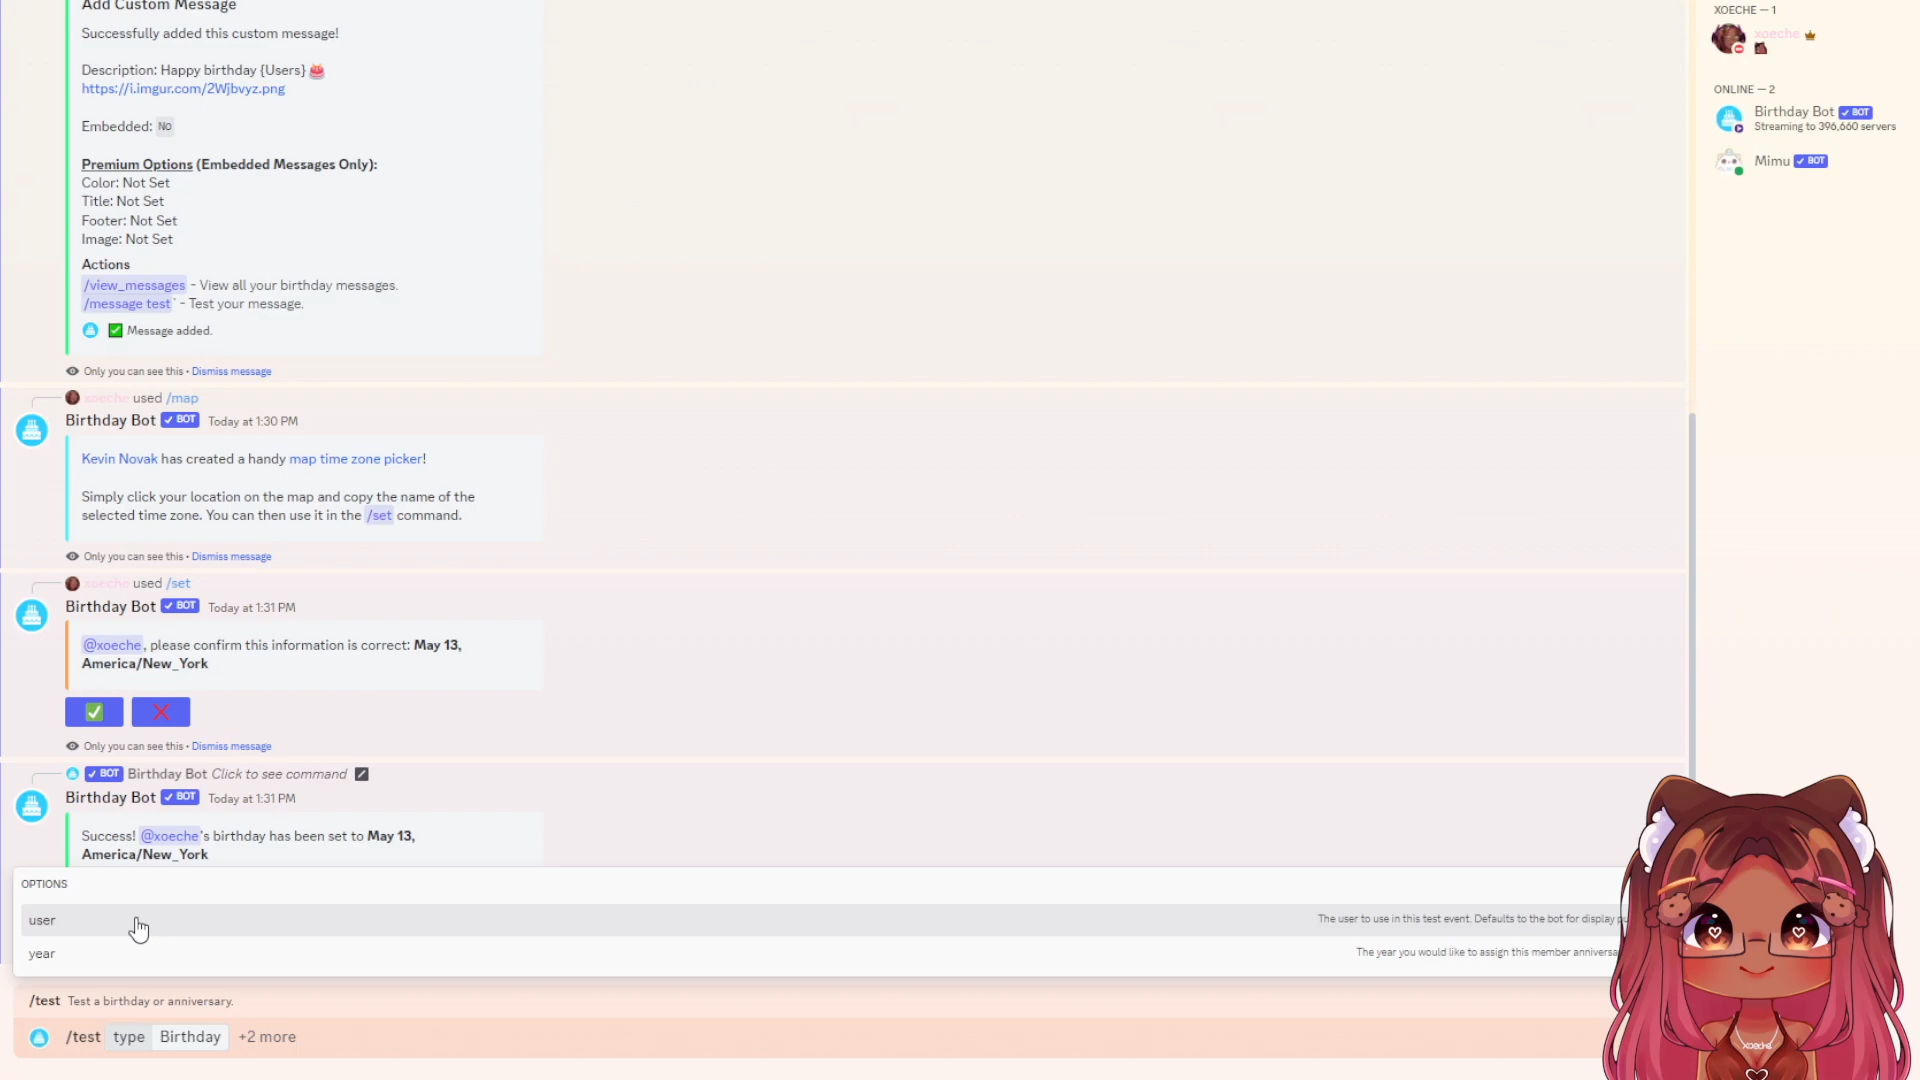 Add Custom Message
Successfully added this custom message!
Description: Happy birthday {Users} 🎂
https://i.imgur.com/2Wjbvyz.png
Embedded: No
Premium Options (Embedded Messages Only):
Color: Not Set
Title: Not Set
Footer: Not Set
Image: Not Set
Actions
/view_messages - View all your birthday messages.
/message test` - Test your message.
✅ Message added.
Only you can see this • Dismiss message
xoeche used /map
Birthday Bot ✓ BOT Today at 1:30 PM
Kevin Novak has created a handy map time zone picker!
Simply click your location on the map and copy the name of the
selected time zone. You can then use it in the /set command.
Only you can see this • Dismiss message
xoeche used /set
Birthday Bot ✓ BOT Today at 1:31 PM
@xoeche, please confirm this information is correct: May 13,
America/New_York
Only you can see this • Dismiss message
✓ BOT Birthday Bot Click to see command
Birthday Bot ✓ BOT Today at 1:31 PM
Success! @xoeche's birthday has been set to May 13,
America/New_York
OPTIONS
user The user to use in this test event. Defaults to the bot for display
year The year you would like to assign this member
/test Test a birthday or anniversary.
/test type Birthday +2 more
XOECHE — 1
xoeche
ONLINE — 2
Birthday Bot ✓ BOT
Streaming to 396,660 servers
Mimu ✓ BOT
xoeche